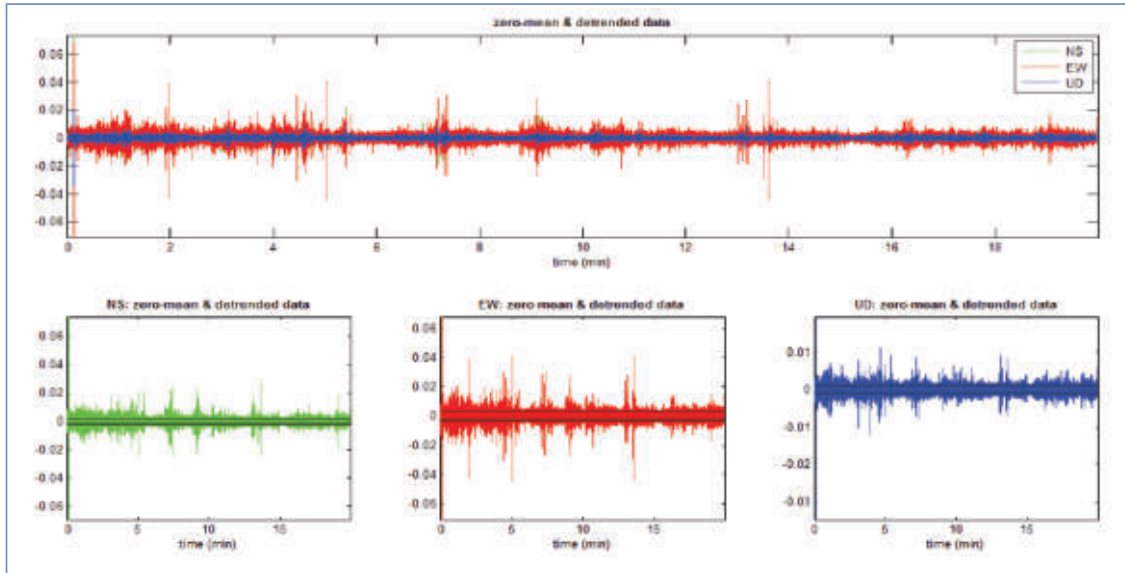 zero-mean & detrended data
0.06
0.04
0.02
0
-0.02
-0.04
-0.06
NS
EW
UD
0 2 4 6 8 10 12 14 16 18
time (min)
NS: zero-mean & detrended data
0.06
0.04
0.02
0
-0.02
-0.04
-0.06
0 5 10 15
time (min)
EW: zero-mean & detrended data
0.06
0.04
0.02
0
-0.02
-0.04
-0.06
0 5 10 15
time (min)
UD: zero-mean & detrended data
0.01
0
-0.01
-0.02
-0.03
0 5 10 15
time (min)